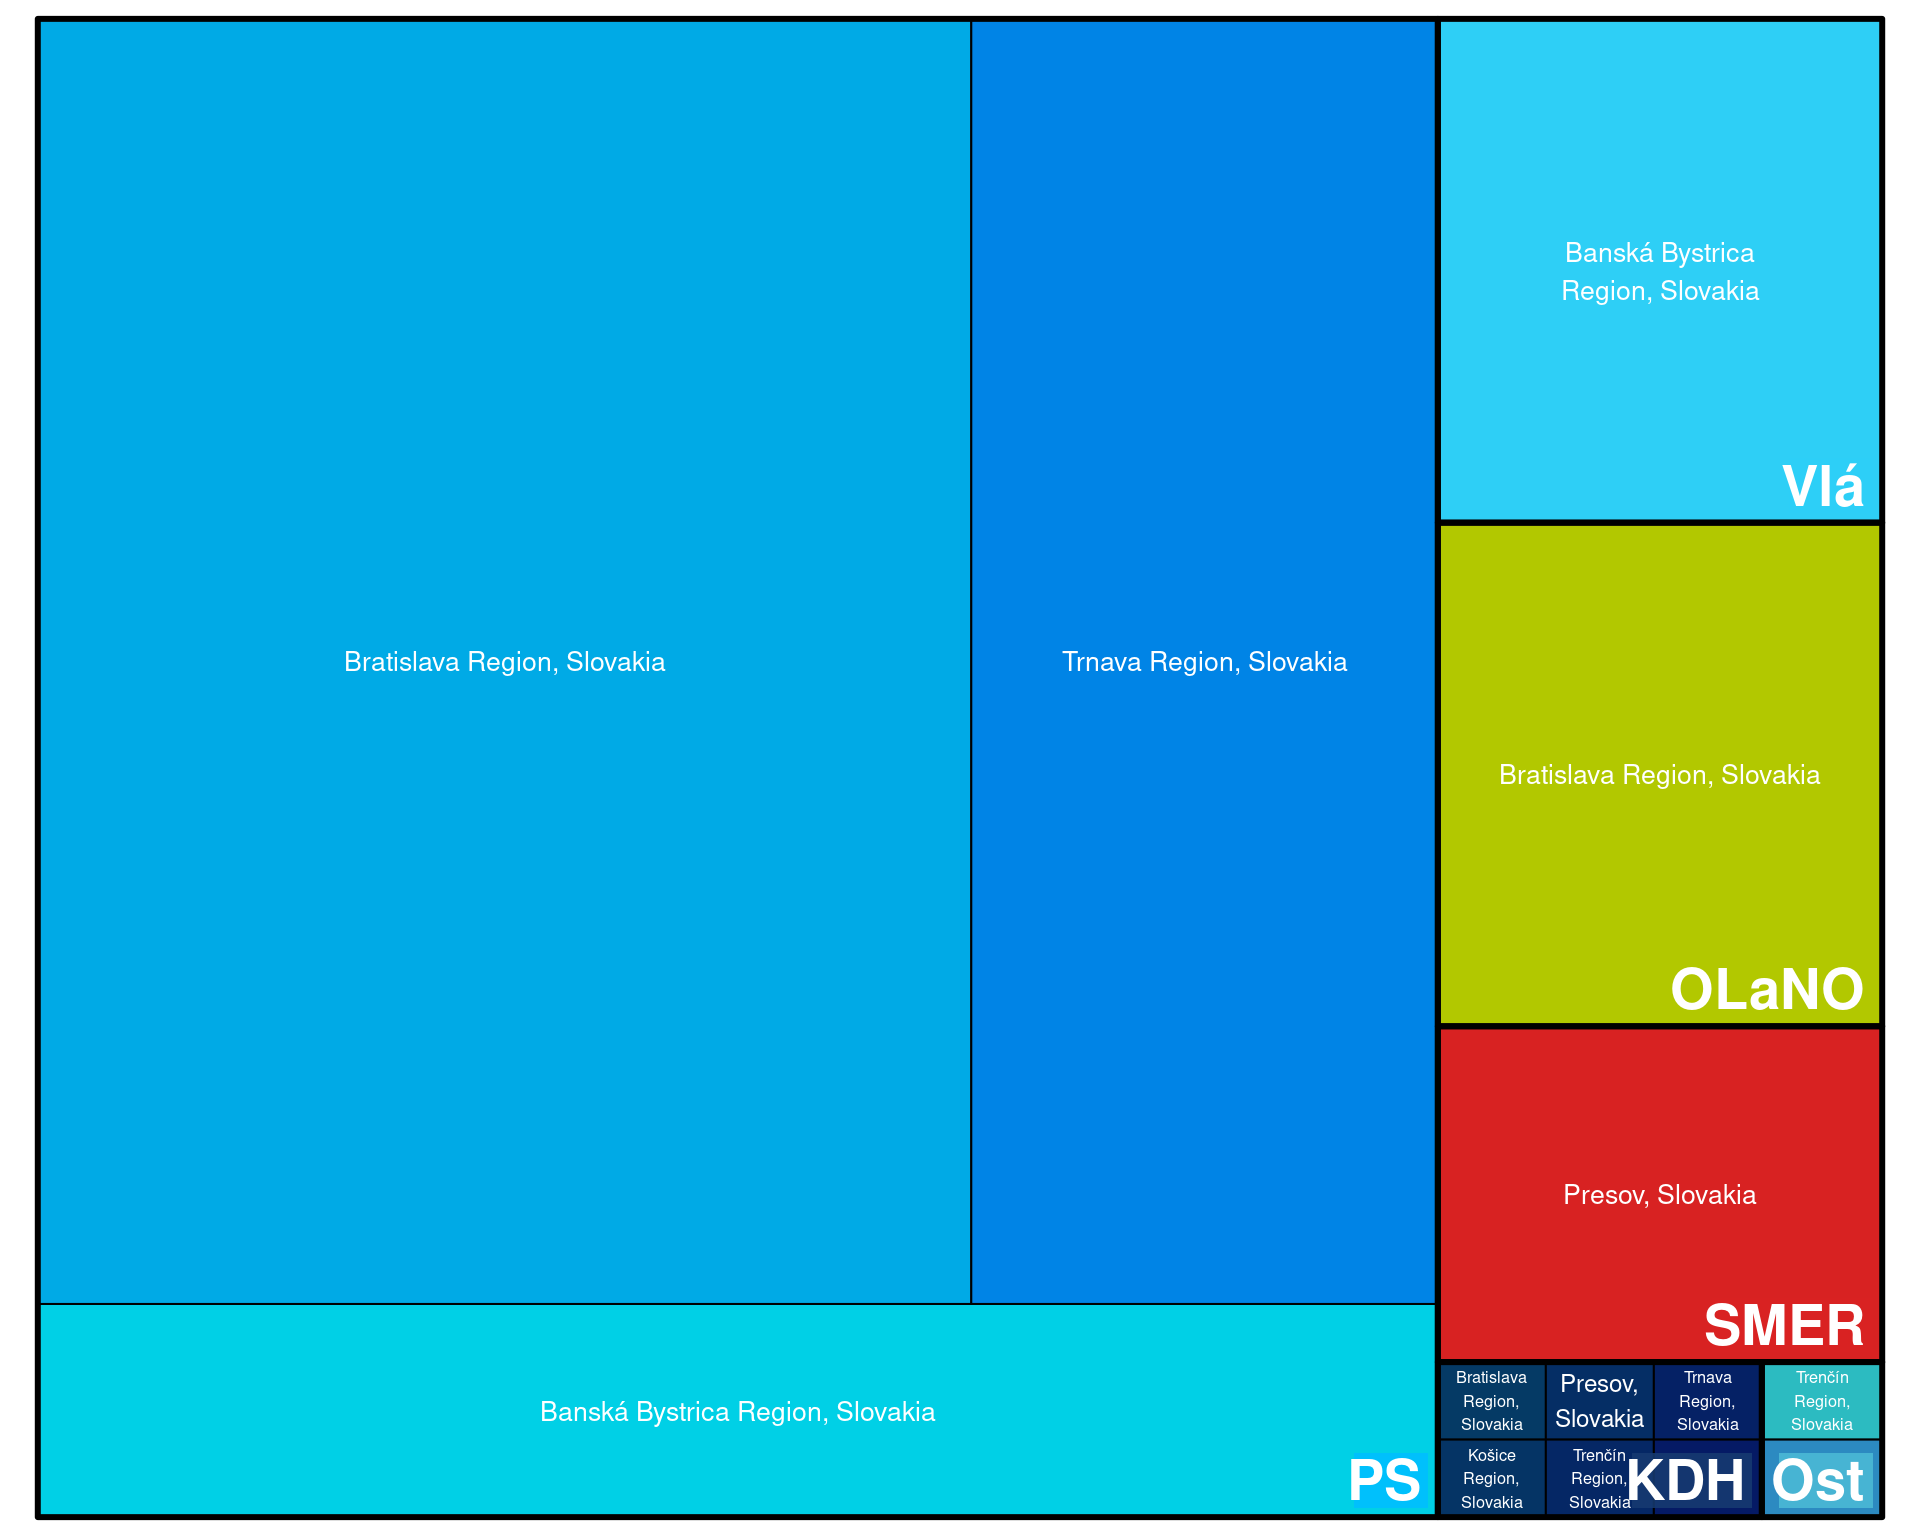 Bratislava Region, Slovakia
Trnava Region, Slovakia
Banská Bystrica Region, Slovakia
PS
Banská Bystrica
Region, Slovakia
Vlá
Bratislava Region, Slovakia
OLaNO
Presov, Slovakia
SMER
Bratislava
Region,
Slovakia
Presov,
Slovakia
Trnava
Region,
Slovakia
Košice
Region,
Slovakia
Trenčín
Region,
Slovakia
KDH
Trenčín
Region,
Slovakia
Ost